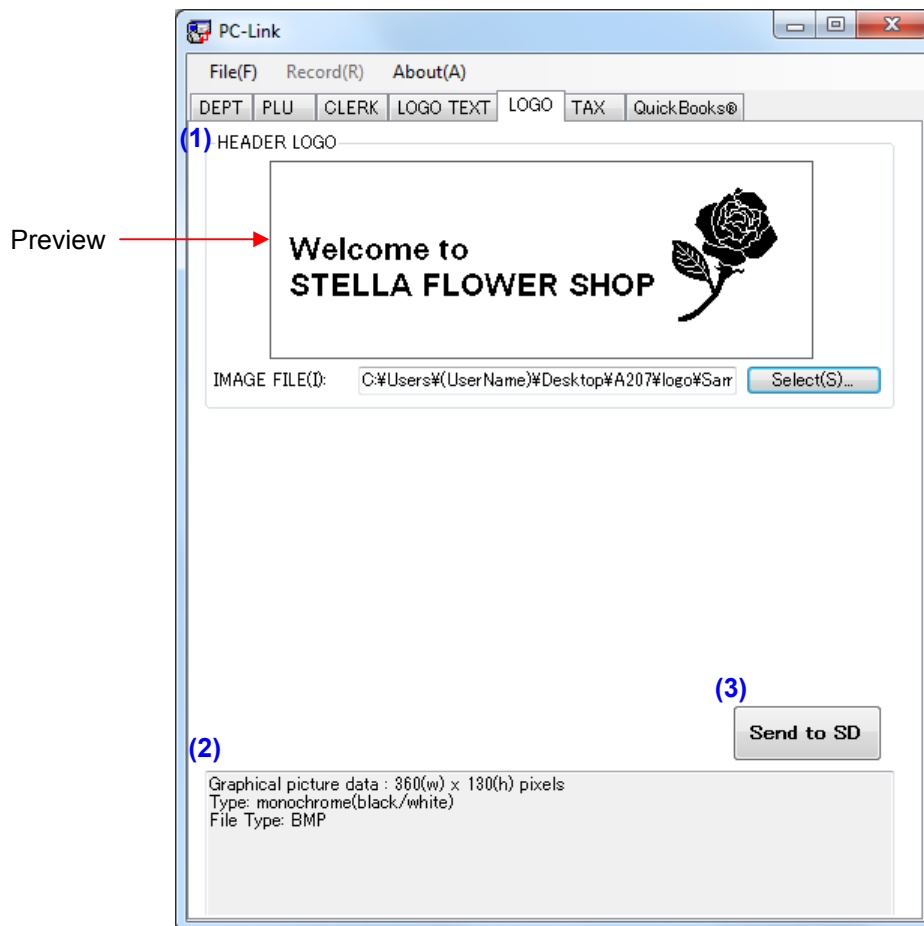 PC-Link
File(F) Record(R) About(A)
DEPT PLU CLERK LOGO TEXT LOGO TAX QuickBooks®
(1) HEADER LOGO
Preview
Welcome to
STELLA FLOWER SHOP
IMAGE FILE(I): C:¥Users¥(UserName)¥Desktop¥A207¥logo¥Sam Select(S)...
(3)
Send to SD
(2)
Graphical picture data : 360(w) x 130(h) pixels
Type: monochrome(black/white)
File Type: BMP